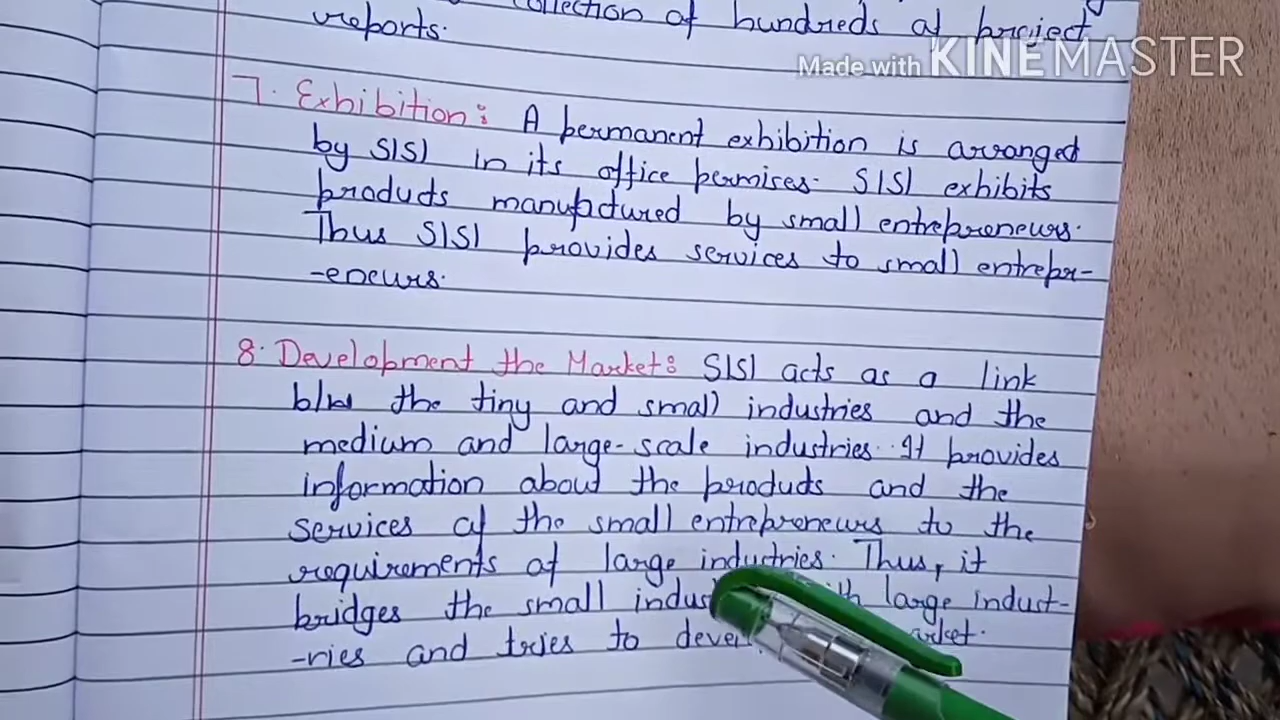 collection of hundreds of project
reports.
Made with KINEMASTER
7. Exhibition: A permanent exhibition is arranged
by SISI in its office permises. SISI exhibits
products manufactured by small entrepreneurs.
Thus SISI provides services to small entrepr-
-eneurs.
8. Development the Market: SISI acts as a link
b/w the tiny and small industries and the
medium and large-scale industries. It provides
information about the products and the
services of the small entrepreneurs to the
requirements of large industries. Thus, it
bridges the small indus with large indust-
-ries and tries to deve arket.